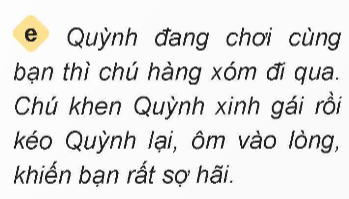 e Quỳnh đang chơi cùng
bạn thì chú hàng xóm đi qua.
Chú khen Quỳnh xinh gái rồi
kéo Quỳnh lại, ôm vào lòng,
khiến bạn rất sợ hãi.